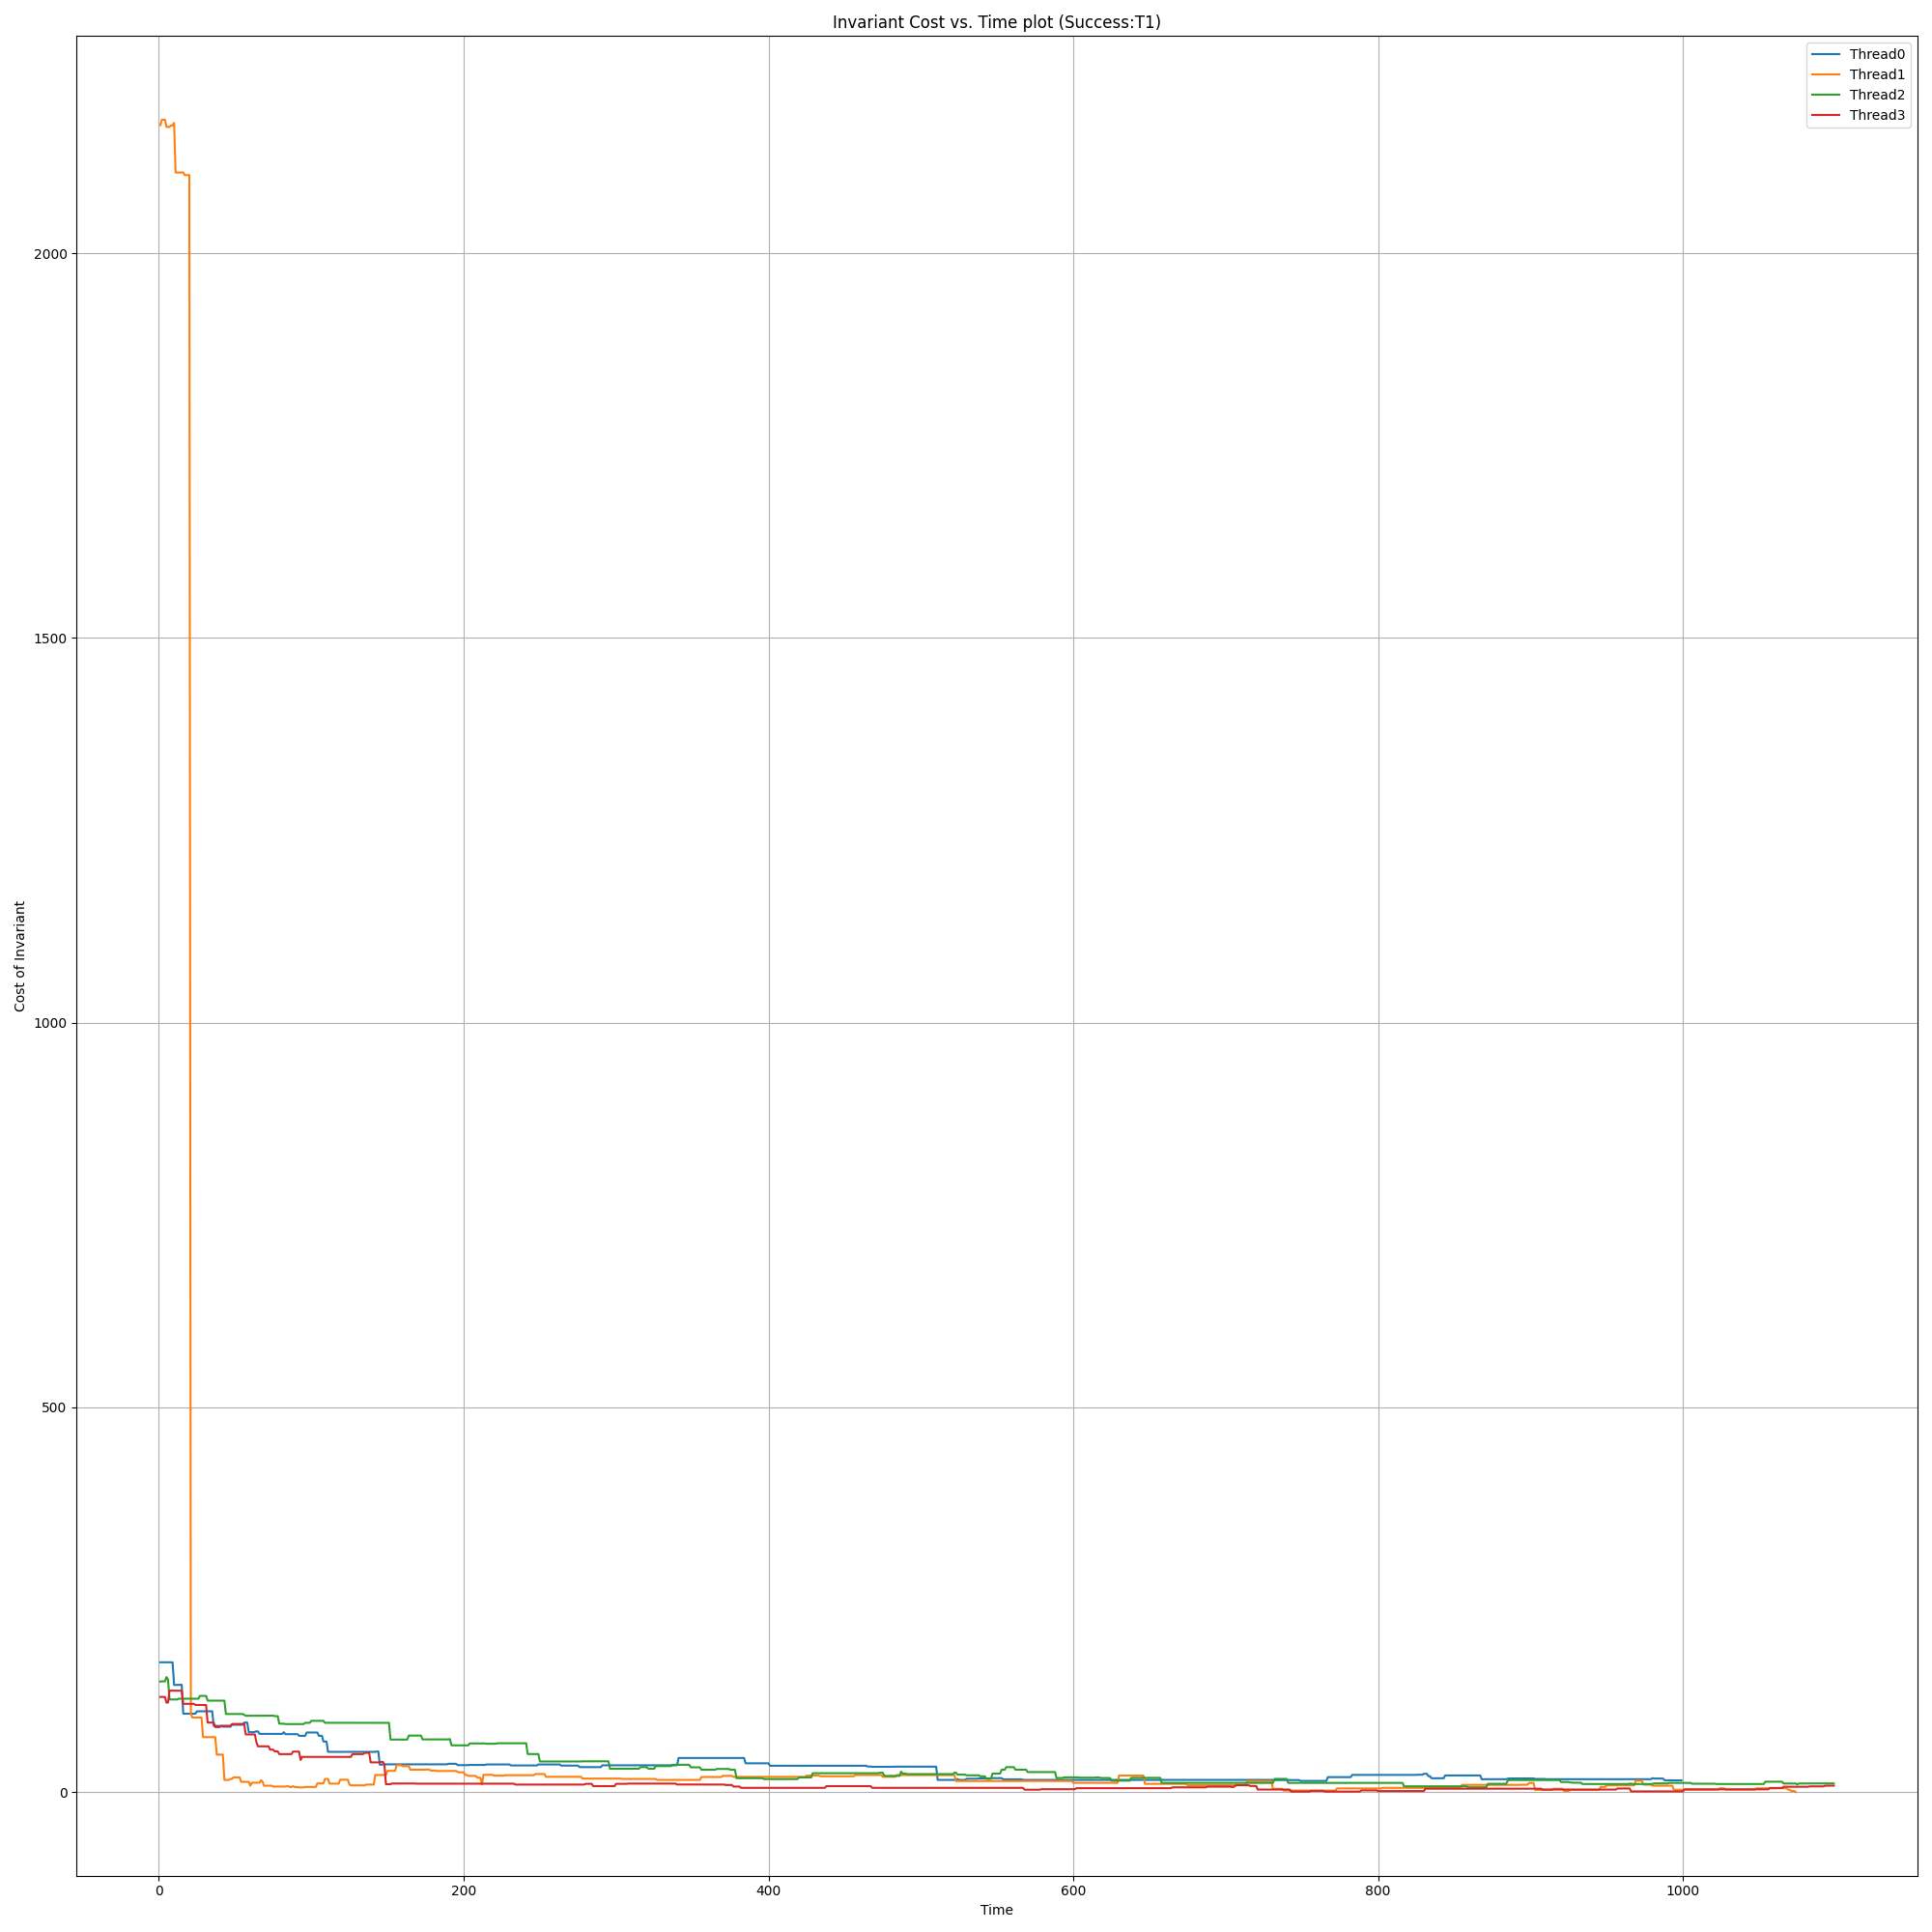 Invariant Cost vs. Time plot (Success:T1)
Thread0
Thread1
Thread2
Thread3
2000
1500
1000
500
0
Cost of Invariant
0 200 400 600 800 1000
Time